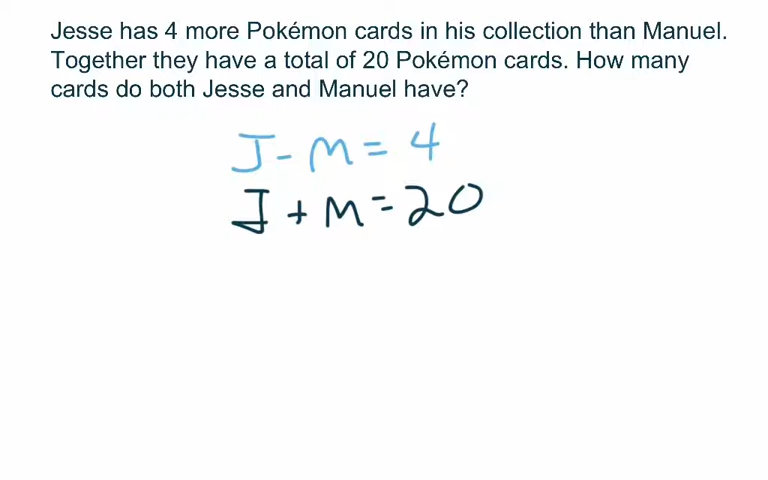 Jesse has 4 more Pokémon cards in his collection than Manuel.
Together they have a total of 20 Pokémon cards. How many
cards do both Jesse and Manuel have?
J - M = 4
J + M = 20